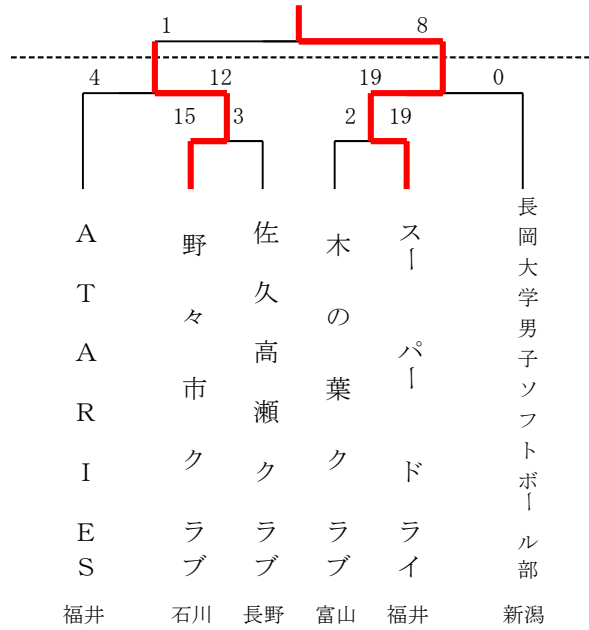 1 8
4 12 19 0
15 3 2 19
ATARIES
野々市クラブ
佐久高瀬クラブ
木の葉クラブ
スーパードライ
長岡大学男子ソフトボール部
福井 石川 長野 富山 福井 新潟